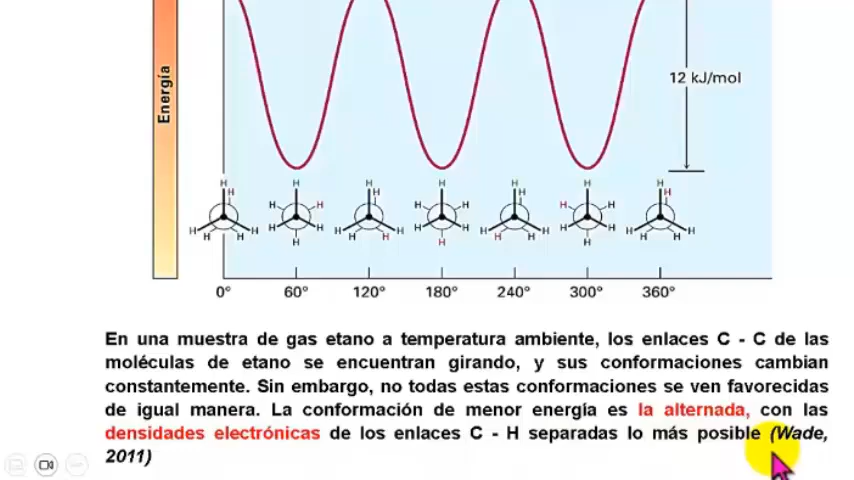 Energía
12 kJ/mol
H H H H H H H
H H H H H H H
H H H H H H
H H H H H H H H H H H H H H
H H H H H H H H H H H
0° 60° 120° 180° 240° 300° 360°
En una muestra de gas etano a temperatura ambiente, los enlaces C - C de las
moléculas de etano se encuentran girando, y sus conformaciones cambian
constantemente. Sin embargo, no todas estas conformaciones se ven favorecidas
de igual manera. La conformación de menor energía es la alternada, con las
densidades electrónicas de los enlaces C - H separadas lo más posible (Wade,
2011)